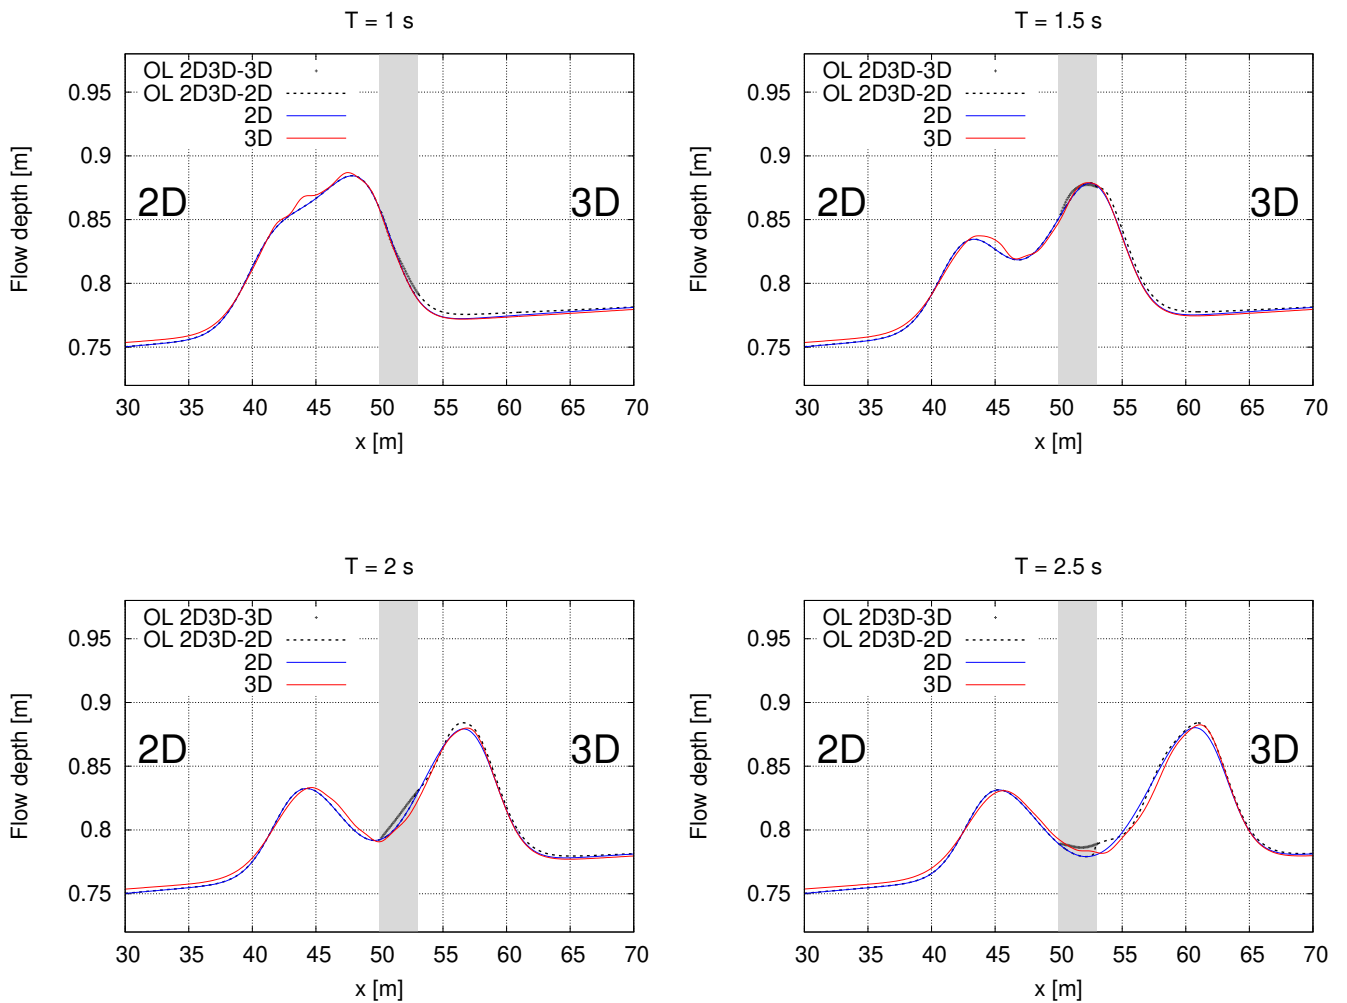 T = 1 s
OL 2D3D-3D
OL 2D3D-2D
2D
3D
0.95
0.9
0.85
0.8
0.75
Flow depth [m]
2D
3D
30 35 40 45 50 55 60 65 70
x [m]
T = 1.5 s
OL 2D3D-3D
OL 2D3D-2D
2D
3D
0.95
0.9
0.85
0.8
0.75
Flow depth [m]
2D
3D
30 35 40 45 50 55 60 65 70
x [m]
T = 2 s
OL 2D3D-3D
OL 2D3D-2D
2D
3D
0.95
0.9
0.85
0.8
0.75
Flow depth [m]
2D
3D
30 35 40 45 50 55 60 65 70
x [m]
T = 2.5 s
OL 2D3D-3D
OL 2D3D-2D
2D
3D
0.95
0.9
0.85
0.8
0.75
Flow depth [m]
2D
3D
30 35 40 45 50 55 60 65 70
x [m]